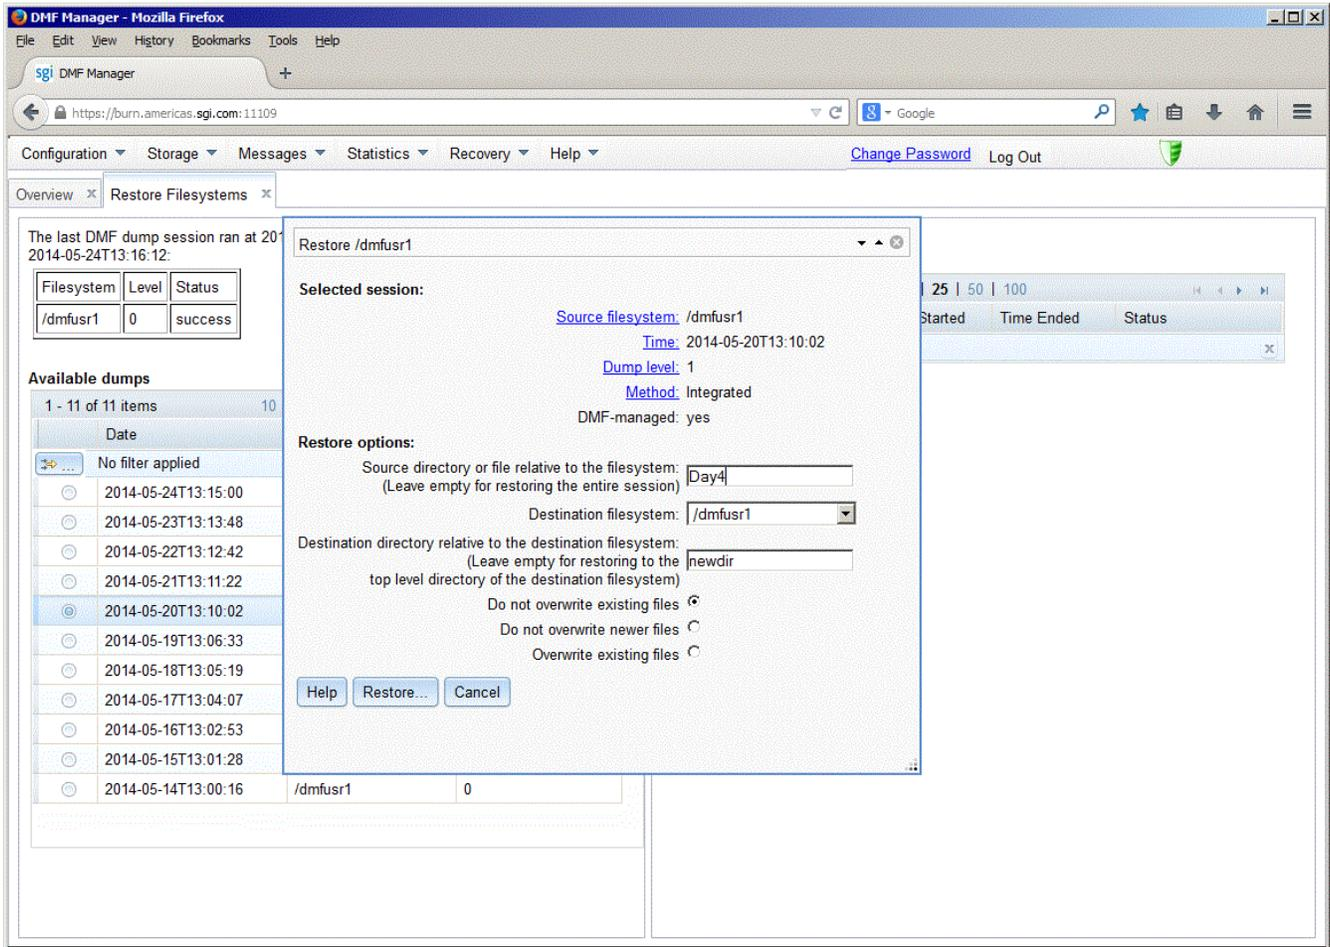 DMF Manager - Mozilla Firefox
File Edit View History Bookmarks Tools Help
sgi DMF Manager +
https://burn.americas.sgi.com:11109 8 Google
Configuration Storage Messages Statistics Recovery Help Change Password Log Out
Overview x Restore Filesystems x
The last DMF dump session ran at 201
2014-05-24T13:16:12:
Filesystem Level Status
/dmfusr1 0 success
Available dumps
1 - 11 of 11 items 10
Date
... No filter applied
2014-05-24T13:15:00
2014-05-23T13:13:48
2014-05-22T13:12:42
2014-05-21T13:11:22
2014-05-20T13:10:02
2014-05-19T13:06:33
2014-05-18T13:05:19
2014-05-17T13:04:07
2014-05-16T13:02:53
2014-05-15T13:01:28
2014-05-14T13:00:16 /dmfusr1 0
Restore /dmfusr1
Selected session:
Source filesystem: /dmfusr1
Time: 2014-05-20T13:10:02
Dump level: 1
Method: Integrated
DMF-managed: yes
Restore options:
Source directory or file relative to the filesystem:
(Leave empty for restoring the entire session) Day4
Destination filesystem: /dmfusr1
Destination directory relative to the destination filesystem:
(Leave empty for restoring to the newdir
top level directory of the destination filesystem)
Do not overwrite existing files
Do not overwrite newer files
Overwrite existing files
Help Restore... Cancel
| 25 | 50 | 100
Started Time Ended Status
x